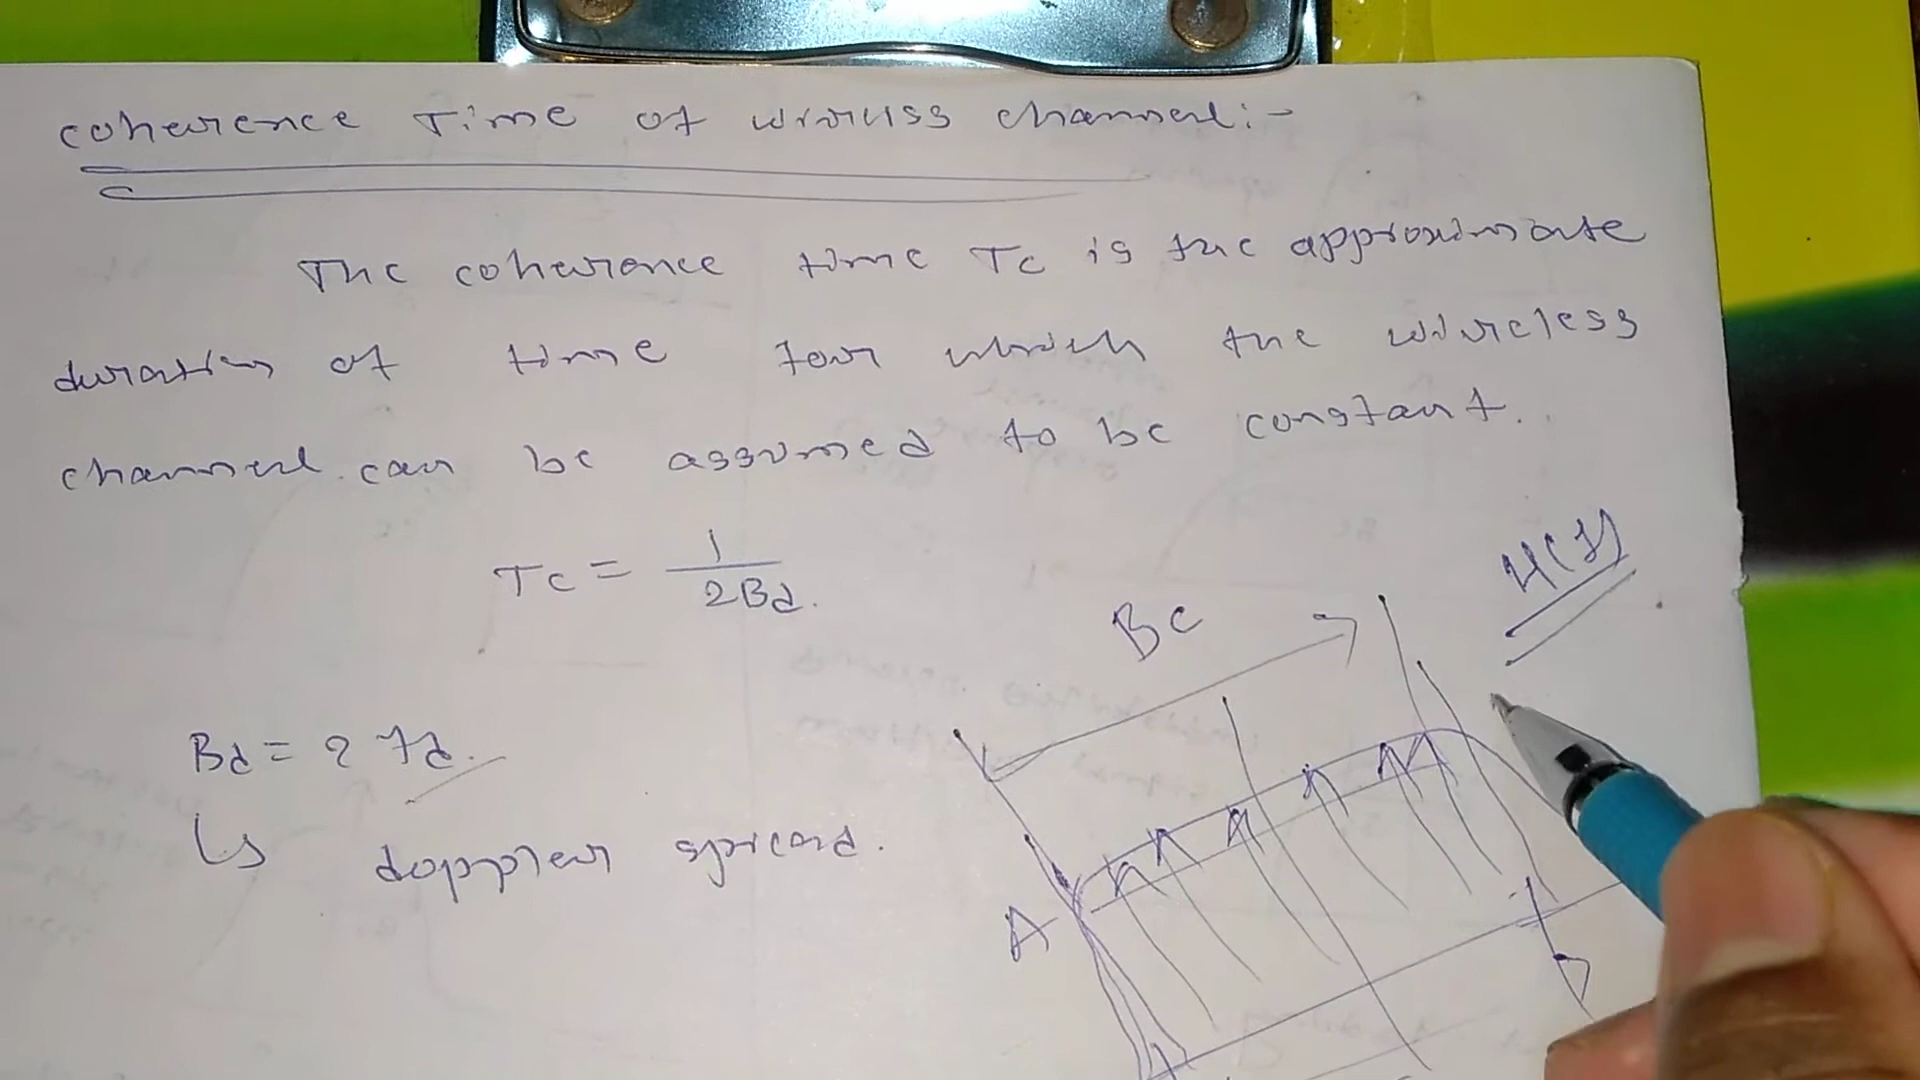 coherence Time of wireless channel:-
The coherence time Tc is the approximate
duration of time for which the wireless
channel can be assumed to be constant.
Tc = 1/2Bd.
H(f)
Bc
Bd = 2fd.
↳ doppler spread.
A